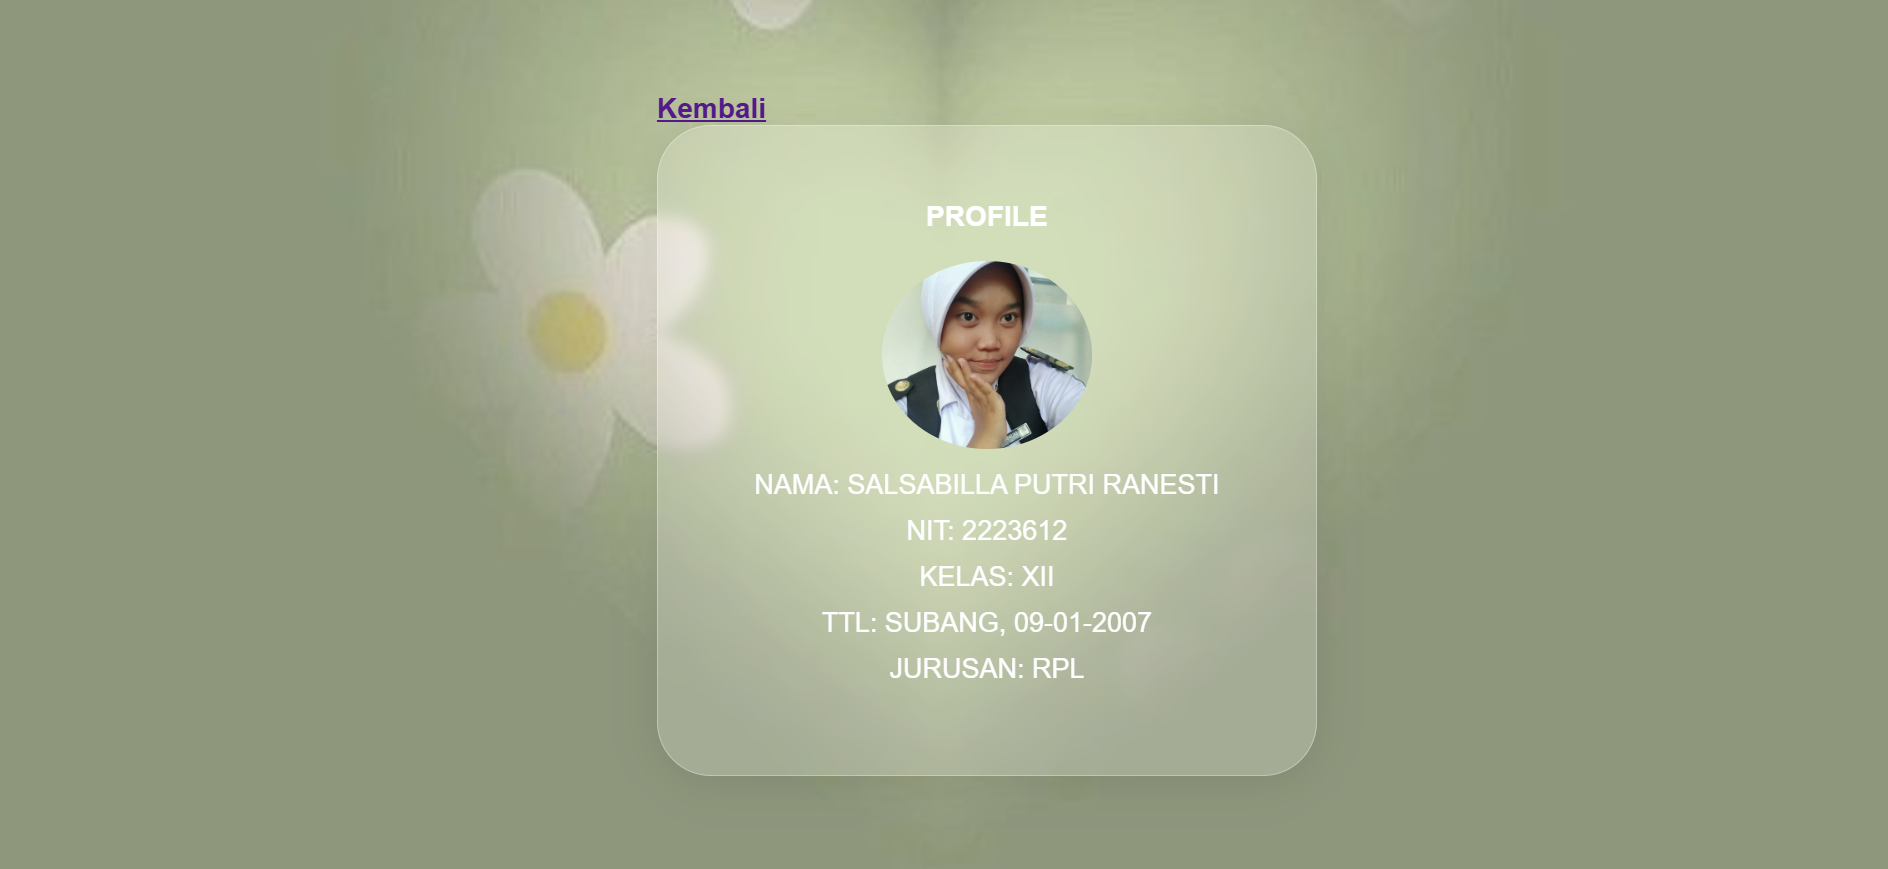 Kembali
PROFILE
NAMA: SALSABILLA PUTRI RANESTI
NIT: 2223612
KELAS: XII
TTL: SUBANG, 09-01-2007
JURUSAN: RPL